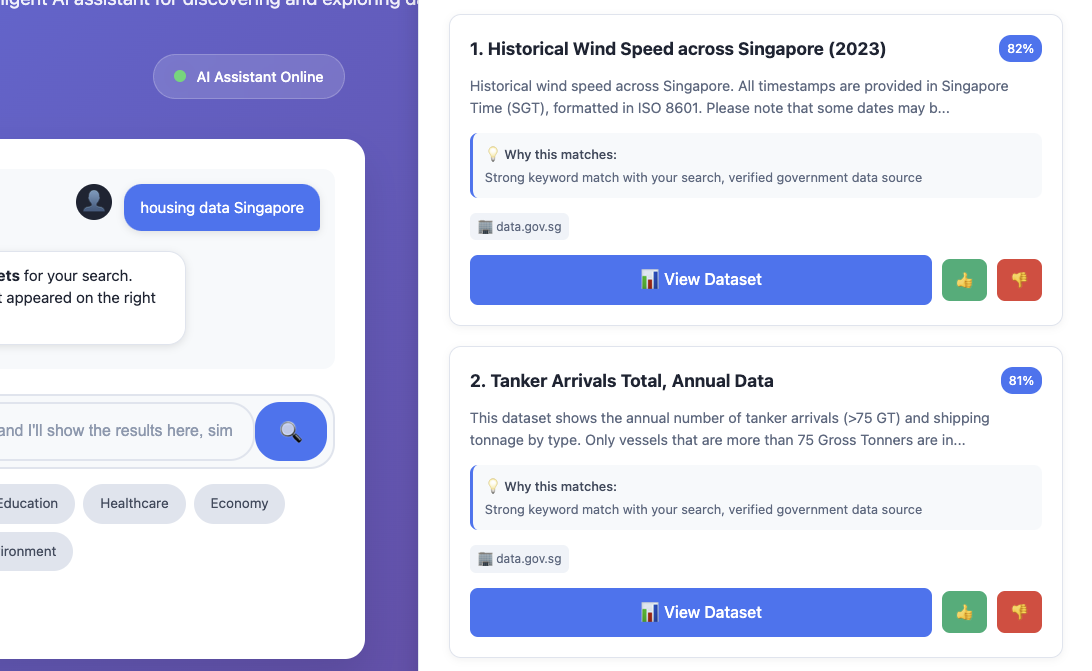 AI assistant for discovering and exploring
AI Assistant Online
housing data Singapore
for your search.
appeared on the right
and I'll show the results here, sim
Education
Healthcare
Economy
1. Historical Wind Speed across Singapore (2023)
82%
Historical wind speed across Singapore. All timestamps are provided in Singapore
Time (SGT), formatted in ISO 8601. Please note that some dates may b...
Why this matches:
Strong keyword match with your search, verified government data source
data.gov.sg
View Dataset
2. Tanker Arrivals Total, Annual Data
81%
This dataset shows the annual number of tanker arrivals (>75 GT) and shipping
tonnage by type. Only vessels that are more than 75 Gross Tonners are in...
Why this matches:
Strong keyword match with your search, verified government data source
data.gov.sg
View Dataset